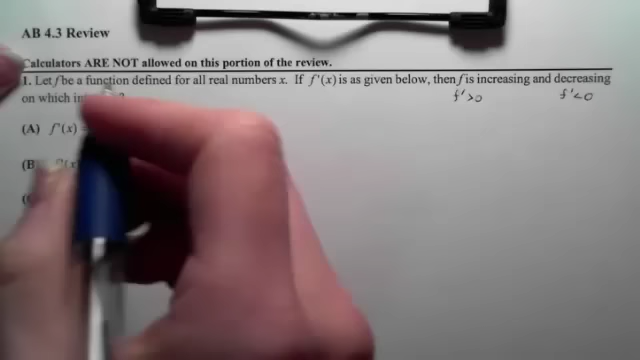 AB 4.3 Review
Calculators ARE NOT allowed on this portion of the review.
1. Let f be a function defined for all real numbers x. If f'(x) is as given below, then f is increasing and decreasing
on which
f'>0 f'<0
(A) f'(x)
(B)